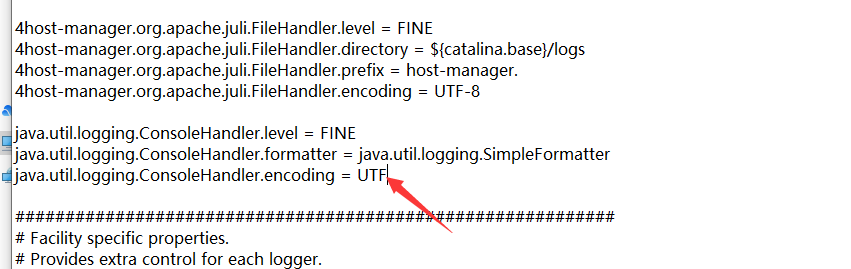 4host-manager.org.apache.juli.FileHandler.level = FINE
4host-manager.org.apache.juli.FileHandler.directory = ${catalina.base}/logs
4host-manager.org.apache.juli.FileHandler.prefix = host-manager.
4host-manager.org.apache.juli.FileHandler.encoding = UTF-8
java.util.logging.ConsoleHandler.level = FINE
java.util.logging.ConsoleHandler.formatter = java.util.logging.SimpleFormatter
java.util.logging.ConsoleHandler.encoding = UTF
############################################################
# Facility specific properties.
# Provides extra control for each logger.